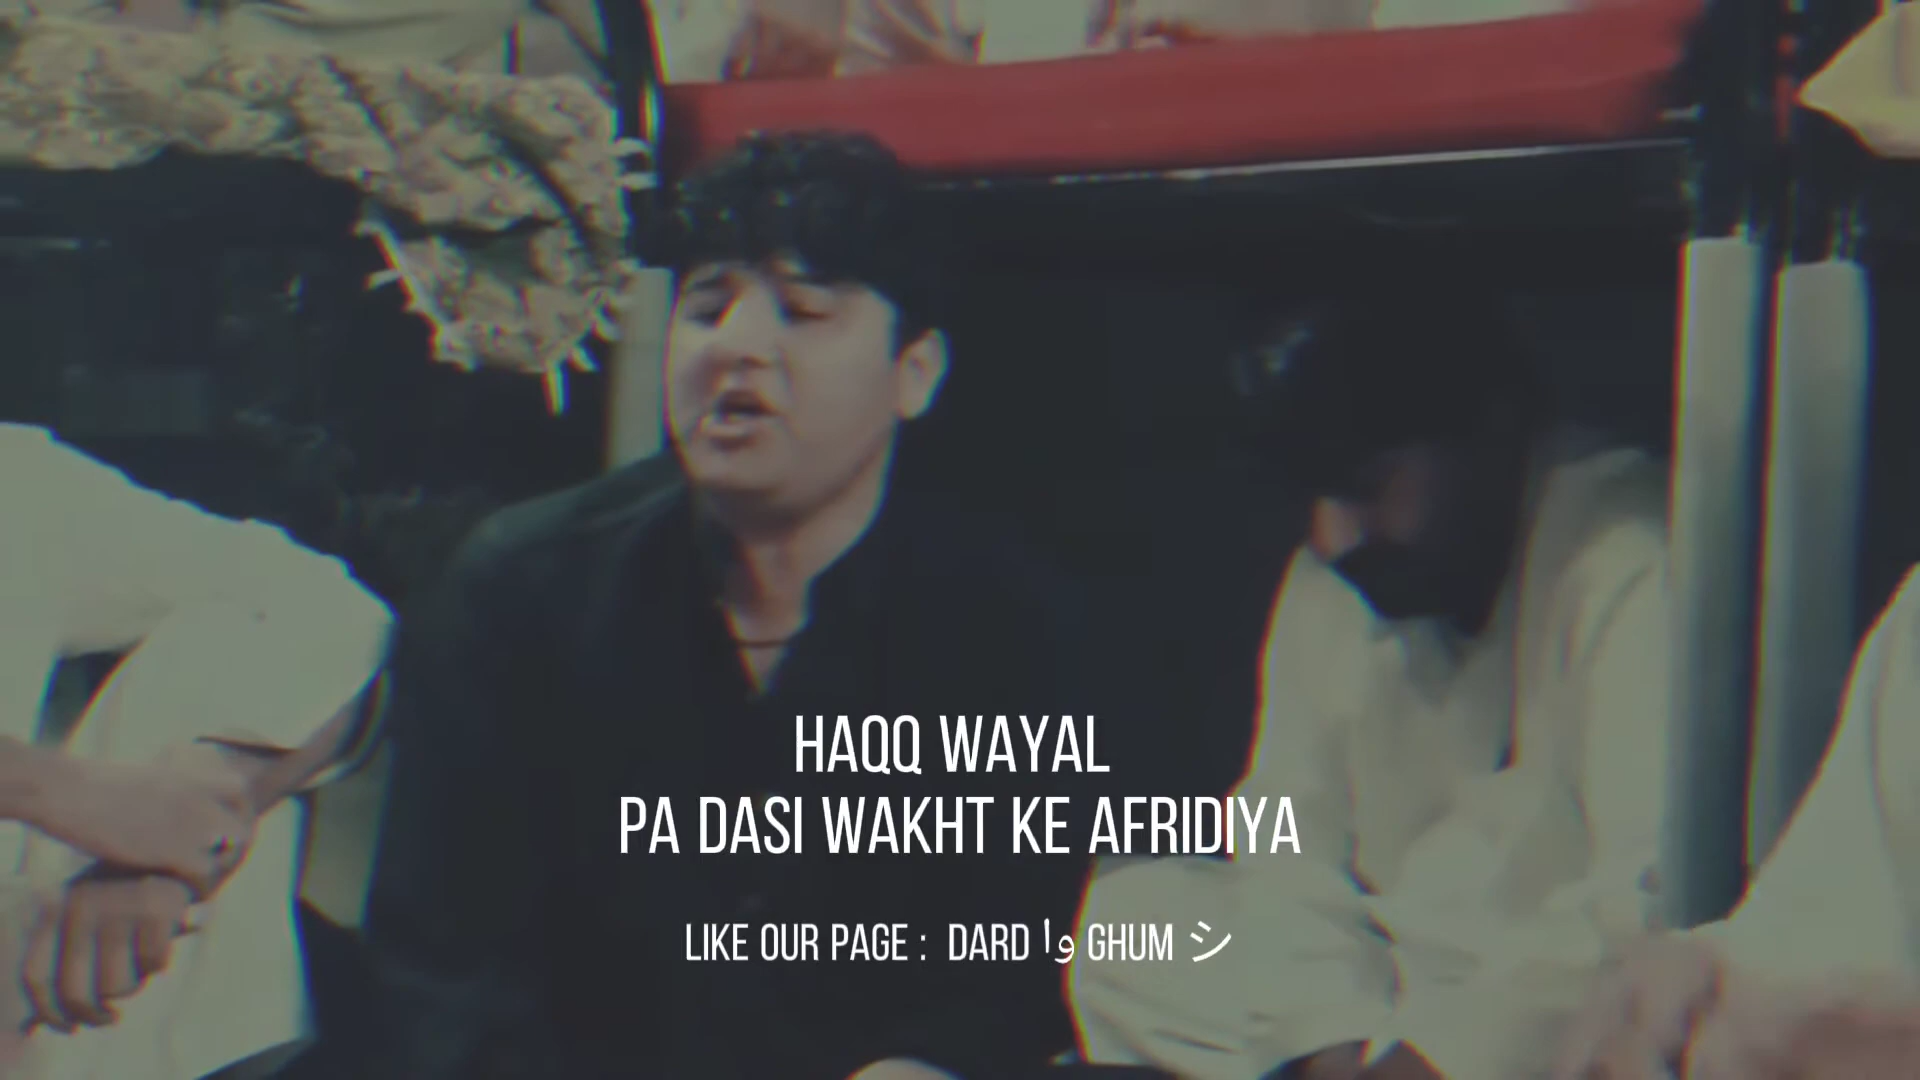 HAQQ WAYAL
PA DASI WAKHT KE AFRIDIYA
LIKE OUR PAGE : DARD وا GHUM シ